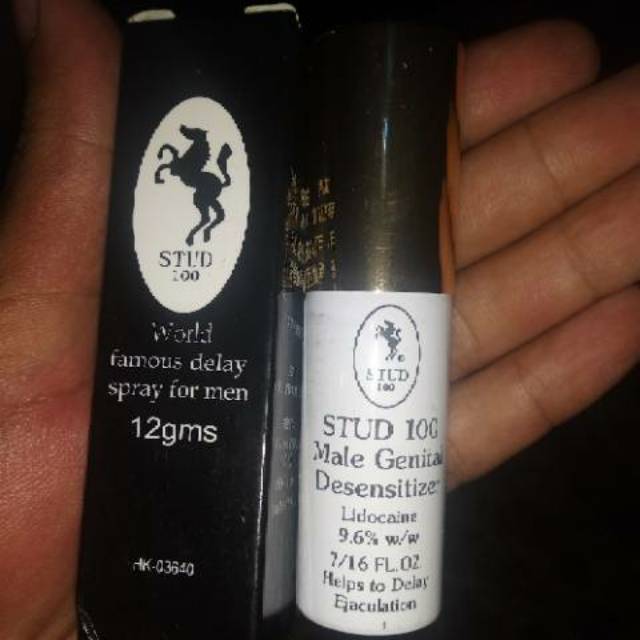 STUD
100
World
famous delay
spray for men
12gms
HK-03640
STUD
100
STUD 100
Male Genital
Desensitizer
Lidocaine
9.6% w/w
7/16 FL.OZ
Helps to Delay
Ejaculation